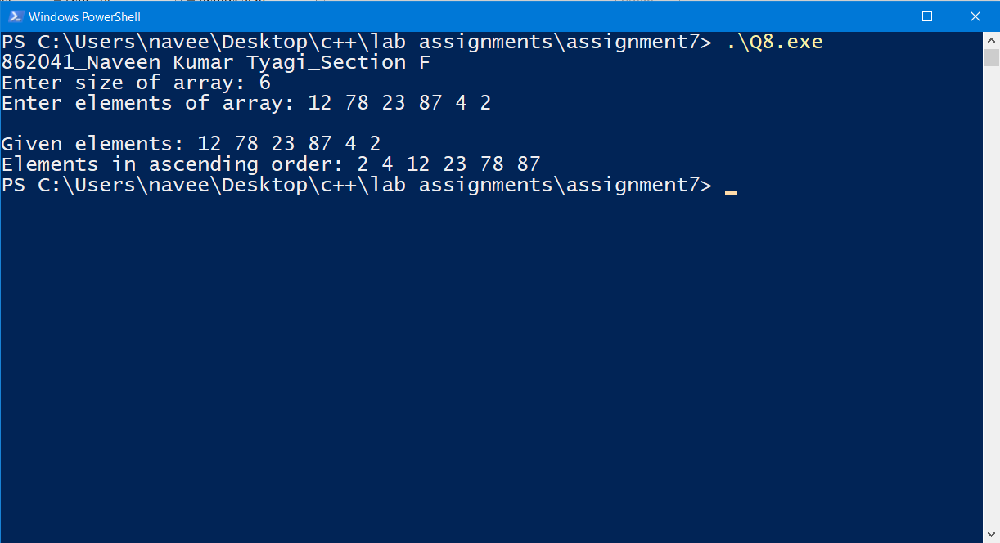 Windows PowerShell
PS C:\Users\navee\Desktop\c++\lab assignments\assignment7> .\Q8.exe
862041_Naveen Kumar Tyagi_Section F
Enter size of array: 6
Enter elements of array: 12 78 23 87 4 2
Given elements: 12 78 23 87 4 2
Elements in ascending order: 2 4 12 23 78 87
PS C:\Users\navee\Desktop\c++\lab assignments\assignment7>